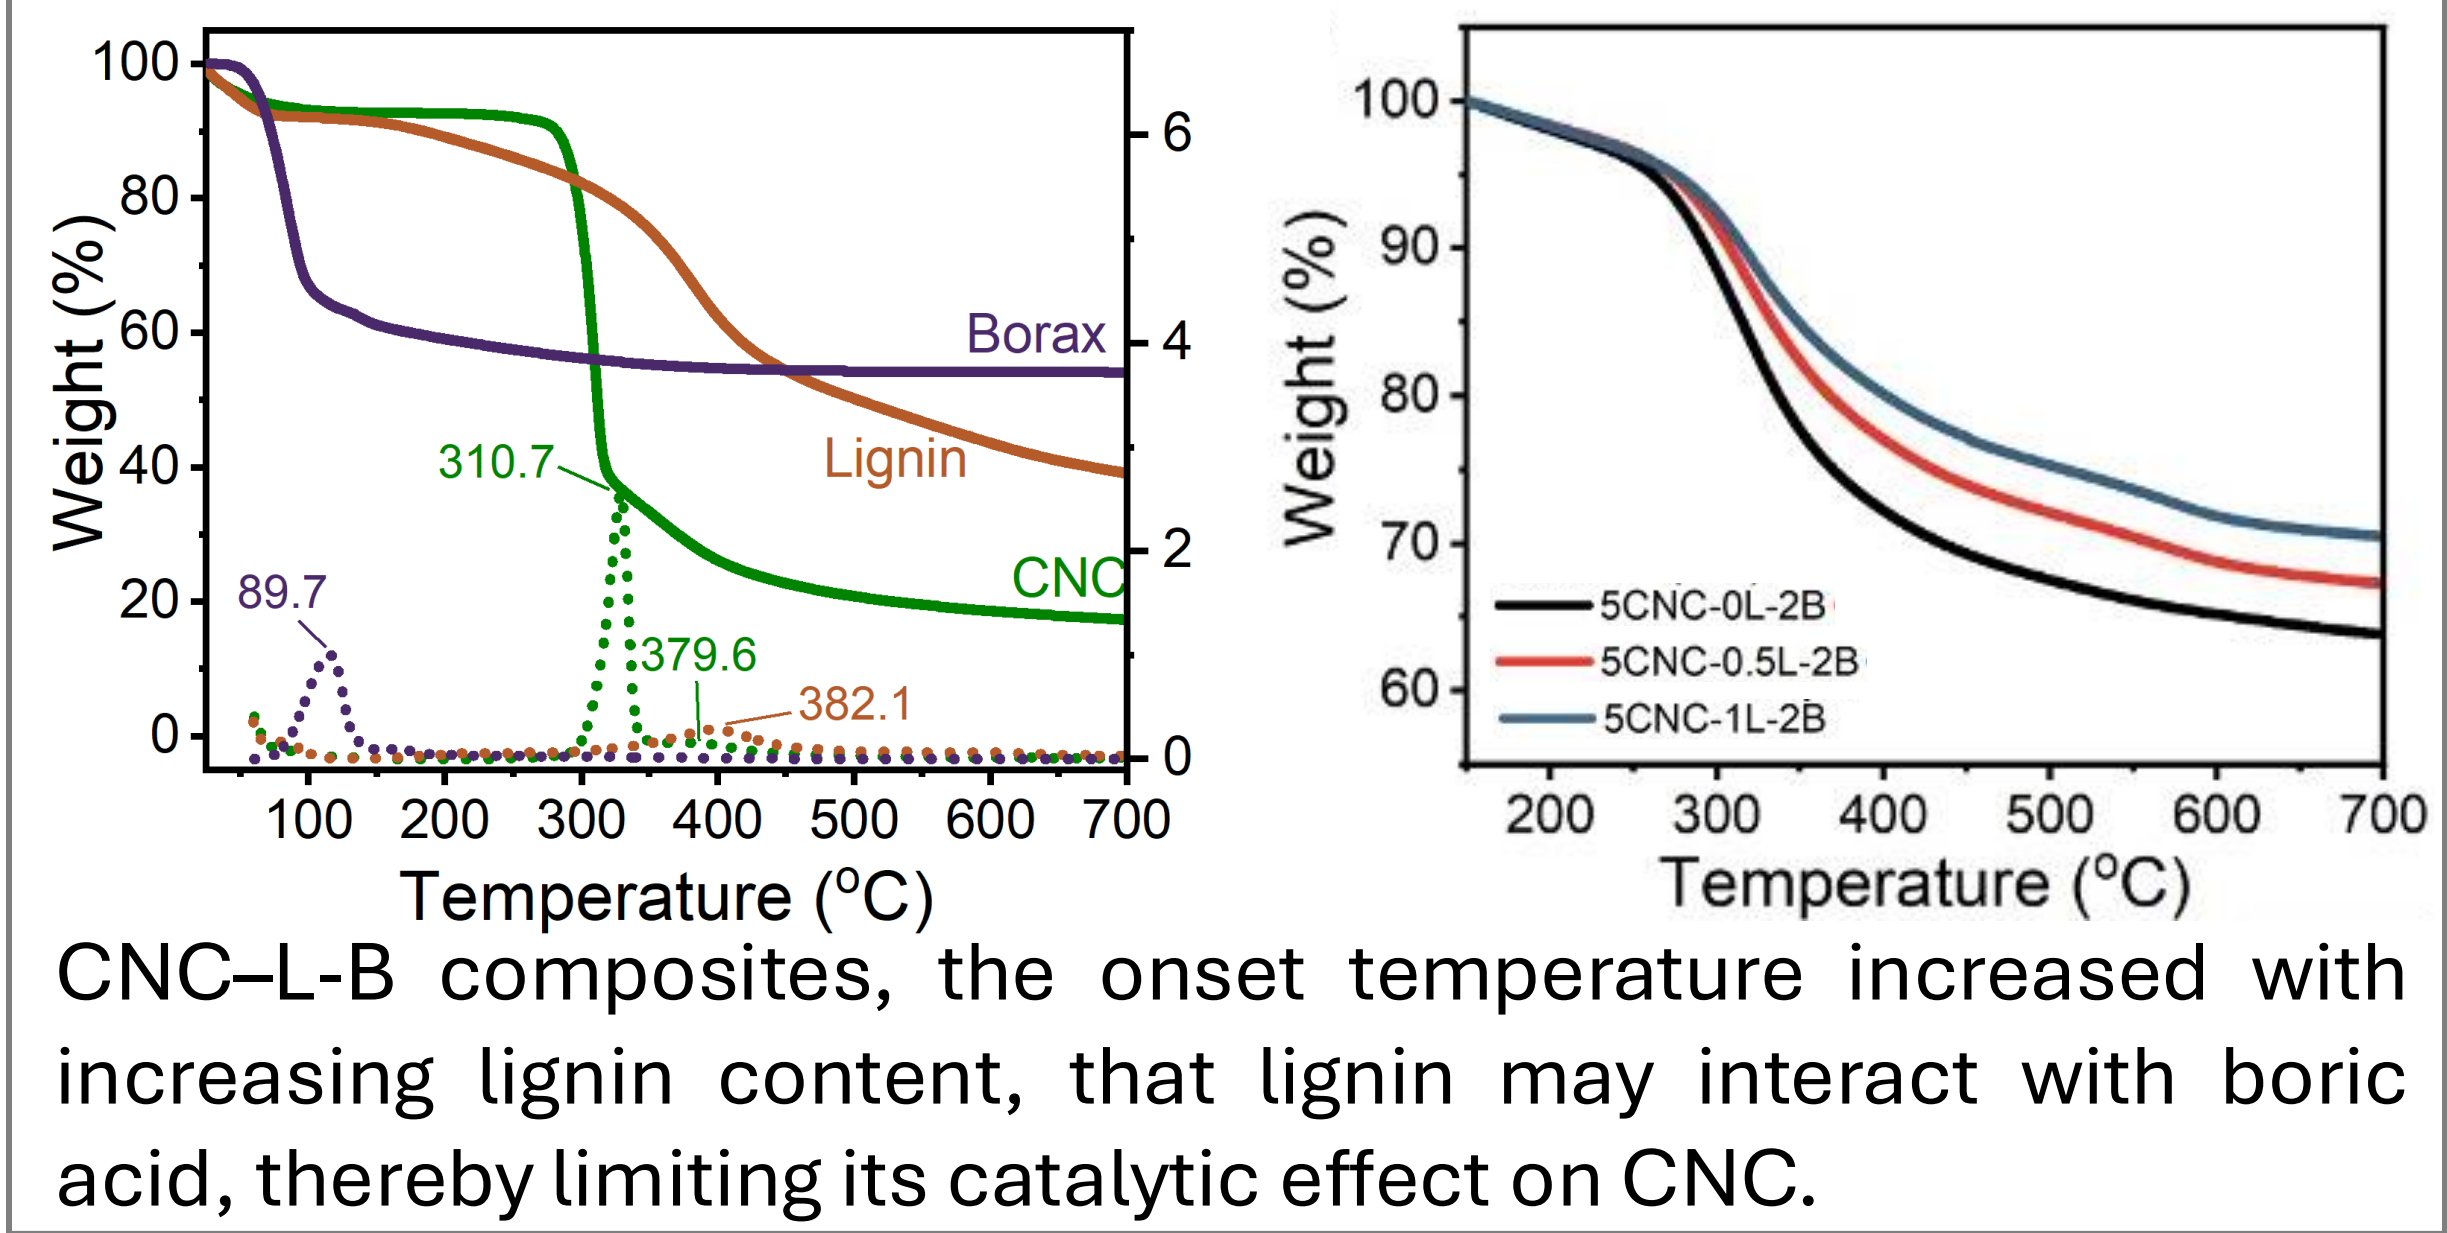 100
80
60
40
20
0
Weight (%)
6
4
2
0
Borax
Lignin
CNC
310.7
89.7
379.6
382.1
100 200 300 400 500 600 700
Temperature (°C)
100
90
80
70
60
Weight (%)
5CNC-0L-2B
5CNC-0.5L-2B
5CNC-1L-2B
200 300 400 500 600 700
Temperature (°C)
CNC–L-B composites, the onset temperature increased with
increasing lignin content, that lignin may interact with boric
acid, thereby limiting its catalytic effect on CNC.